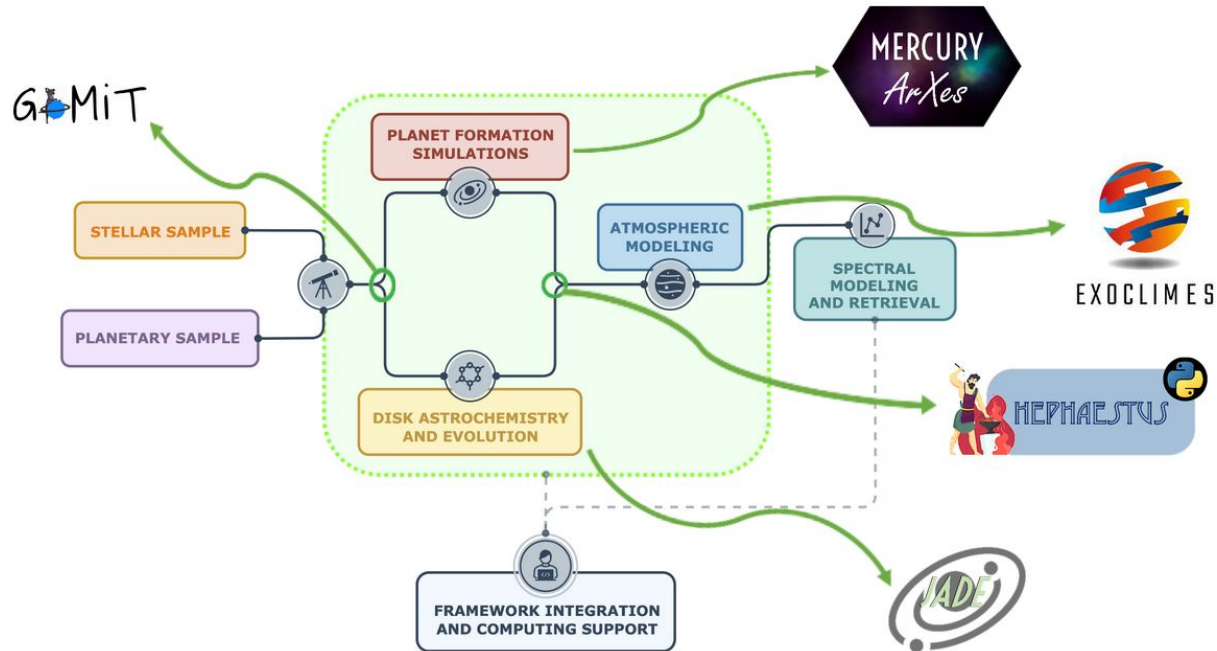 MERCURY
ArXes
GOMiT
PLANET FORMATION
SIMULATIONS
STELLAR SAMPLE
ATMOSPHERIC
MODELING
SPECTRAL
MODELING
AND RETRIEVAL
EXOCLIMES
PLANETARY SAMPLE
DISK ASTROCHEMISTRY
AND EVOLUTION
HEPHAESTUS
FRAMEWORK INTEGRATION
AND COMPUTING SUPPORT
JADE